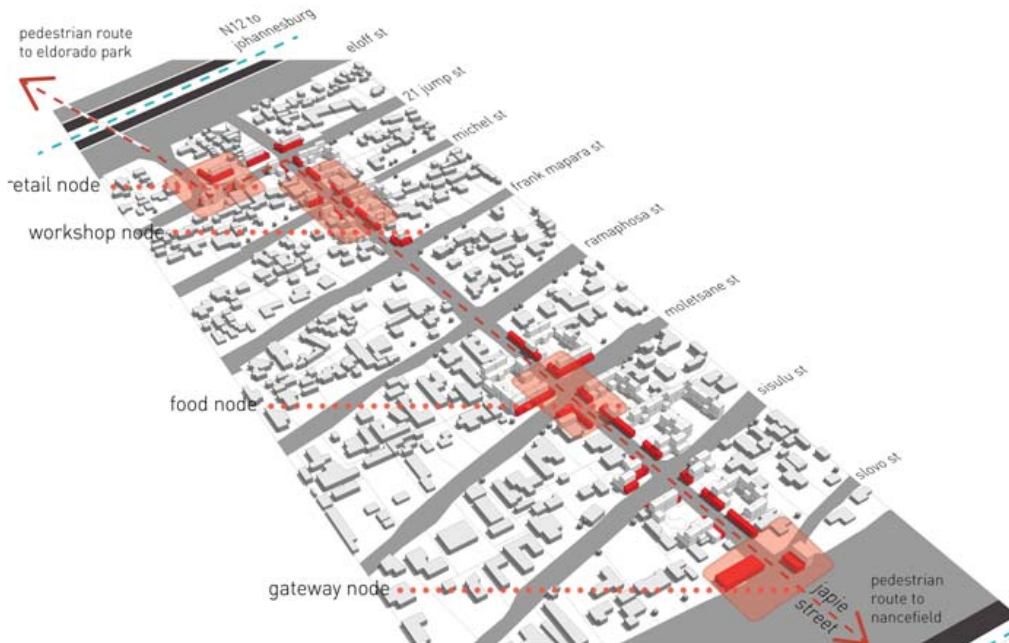 pedestrian route
to eldorado park
N12 to
johannesburg
eloff st
21 jump st
michel st
frank mapara st
ramaphosa st
moletsane st
sisulu st
slovo st
retail node
workshop node
food node
gateway node
japie
street
pedestrian
route to
nancefield